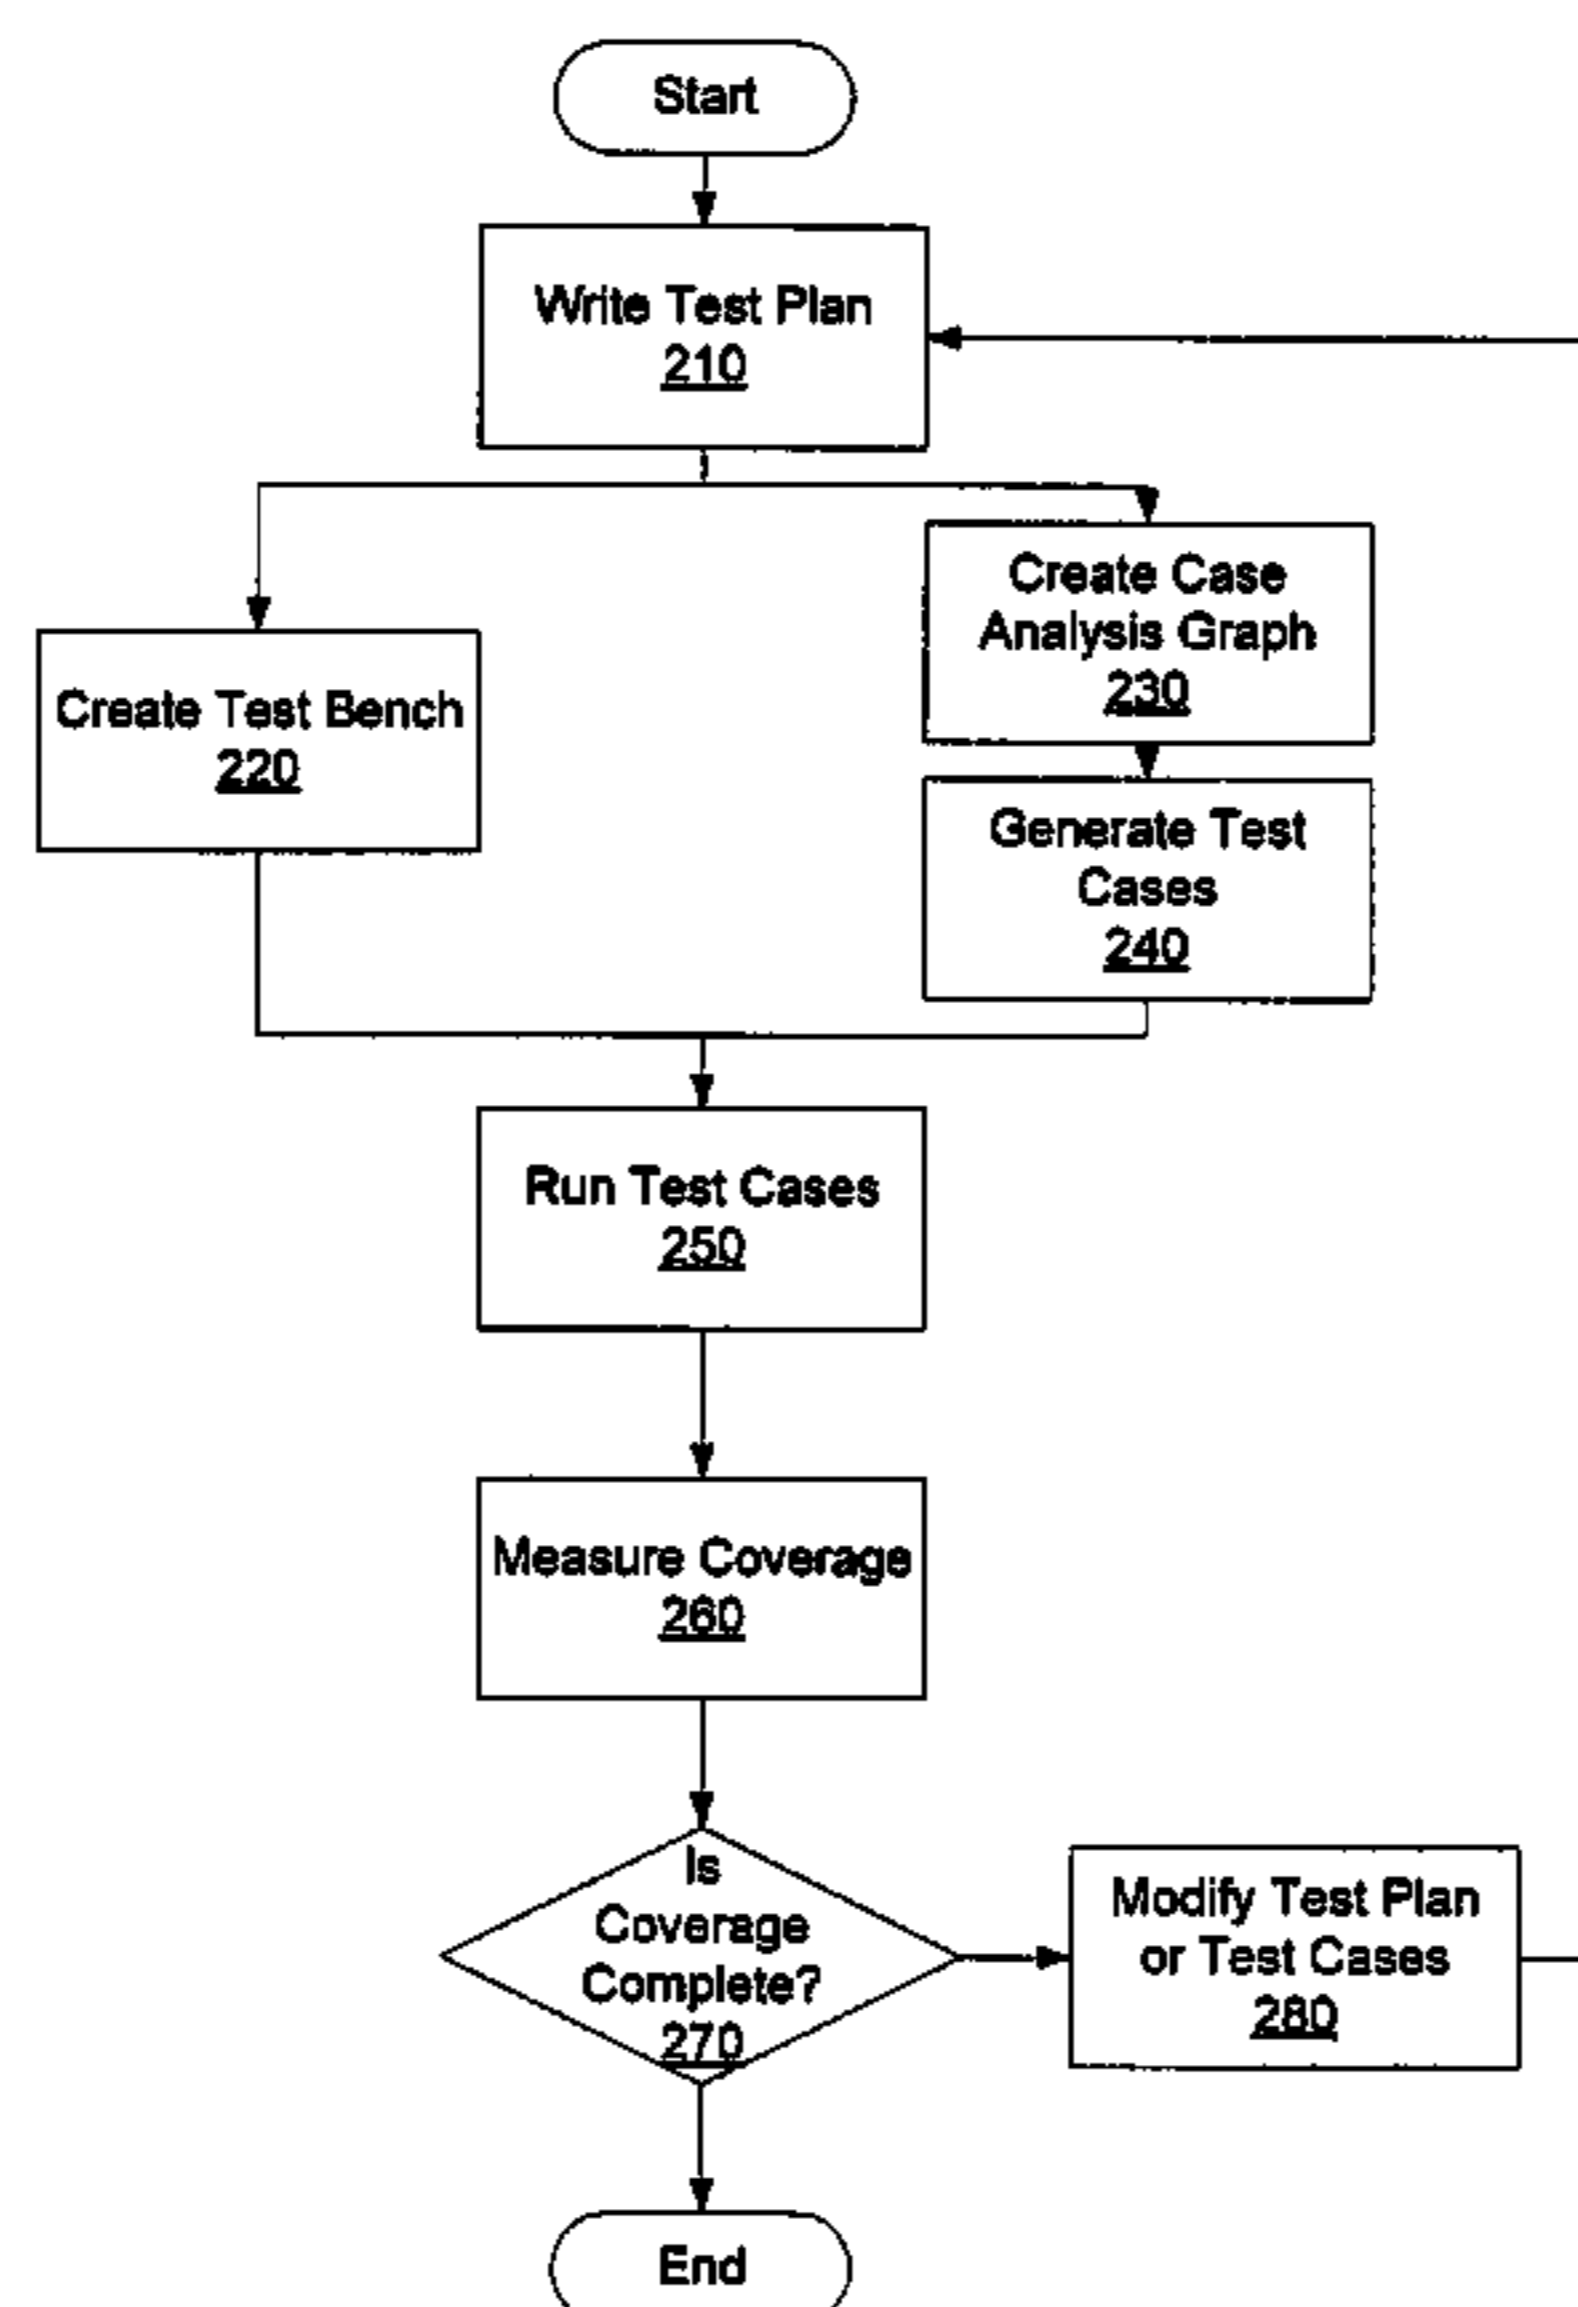 Start
Write Test Plan
210
Create Test Bench
220
Create Case
Analysis Graph
230
Generate Test
Cases
240
Run Test Cases
250
Measure Coverage
260
Is
Coverage
Complete?
270
Modify Test Plan
or Test Cases
280
End